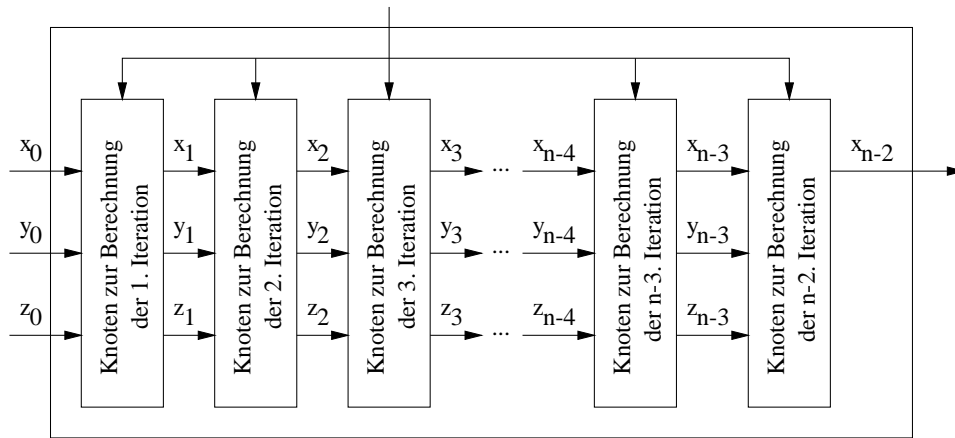 x0
x1
x2
x3
...
xn-4
xn-3
xn-2
y0
y1
y2
y3
...
yn-4
yn-3
z0
z1
z2
z3
...
zn-4
zn-3
Knoten zur Berechnung
der 1. Iteration
Knoten zur Berechnung
der 2. Iteration
Knoten zur Berechnung
der 3. Iteration
Knoten zur Berechnung
der n-3. Iteration
Knoten zur Berechnung
der n-2. Iteration